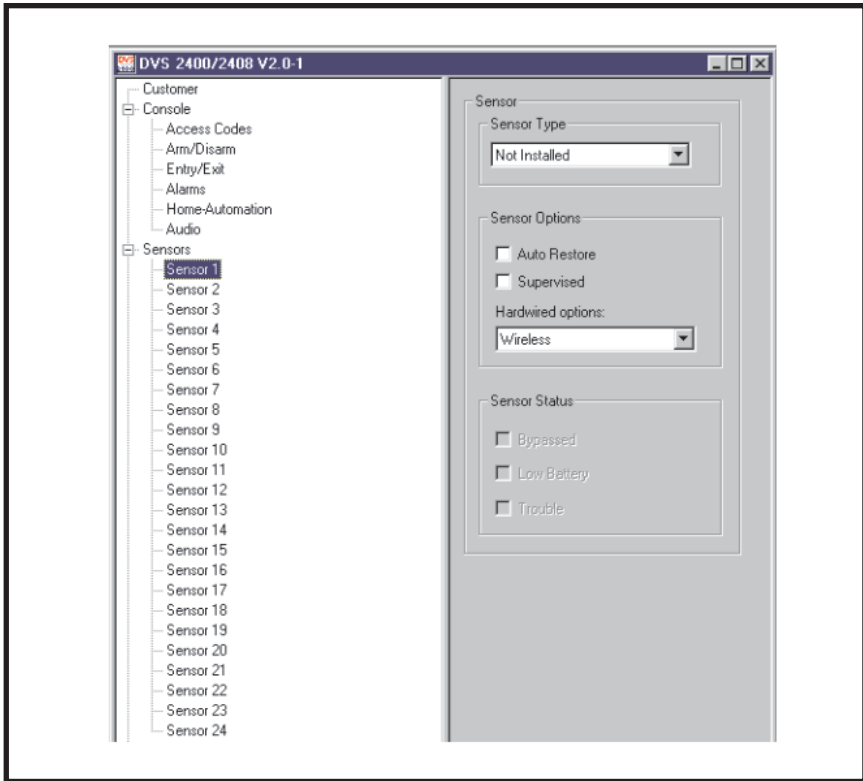 DVS 2400/2408 V2.0-1
Customer
Console
Access Codes
Arm/Disarm
Entry/Exit
Alarms
Home-Automation
Audio
Sensors
Sensor 1
Sensor 2
Sensor 3
Sensor 4
Sensor 5
Sensor 6
Sensor 7
Sensor 8
Sensor 9
Sensor 10
Sensor 11
Sensor 12
Sensor 13
Sensor 14
Sensor 15
Sensor 16
Sensor 17
Sensor 18
Sensor 19
Sensor 20
Sensor 21
Sensor 22
Sensor 23
Sensor 24
Sensor
Sensor Type
Not Installed
Sensor Options
Auto Restore
Supervised
Hardwired options:
Wireless
Sensor Status
Bypassed
Low Battery
Trouble